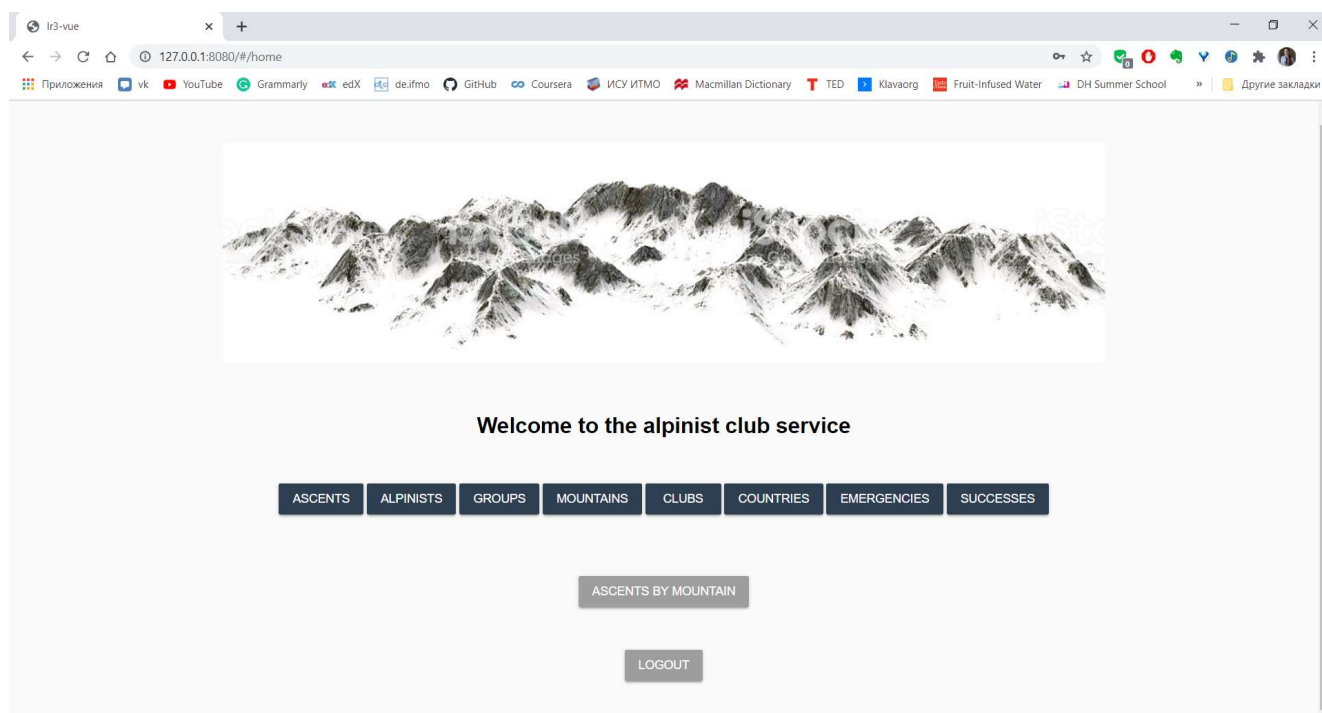 lr3-vue
127.0.0.1:8080/#/home
Приложения vk YouTube Grammarly edX de.ifmo GitHub Coursera ИСУ ИТМО Macmillan Dictionary TED Klavaorg Fruit-Infused Water DH Summer School » Другие закладки
iStock
Welcome to the alpinist club service
ASCENTS ALPINISTS GROUPS MOUNTAINS CLUBS COUNTRIES EMERGENCIES SUCCESSES
ASCENTS BY MOUNTAIN
LOGOUT